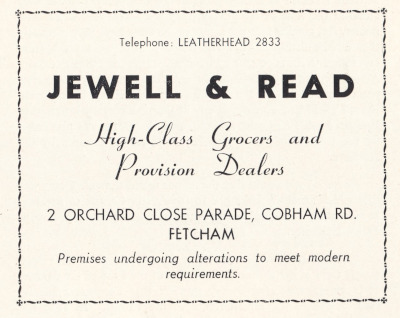 Telephone: LEATHERHEAD 2833
JEWELL & READ
High-Class Grocers and
Provision Dealers
2 ORCHARD CLOSE PARADE, COBHAM RD.
FETCHAM
Premises undergoing alterations to meet modern
requirements.